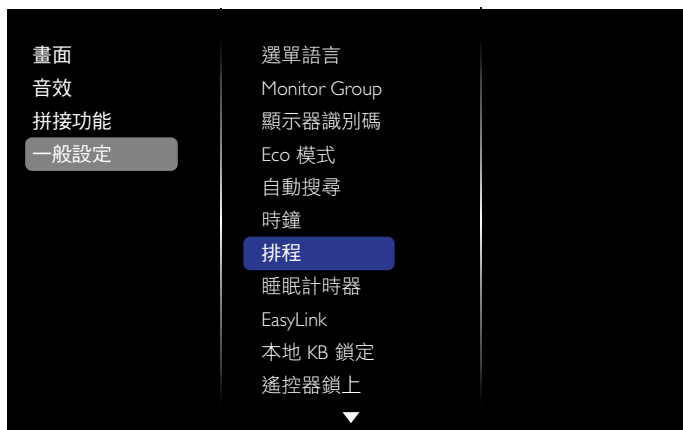 畫面
音效
拼接功能
一般設定
選單語言
Monitor Group
顯示器識別碼
Eco 模式
自動搜尋
時鐘
排程
睡眠計時器
EasyLink
本地 KB 鎖定
遙控器鎖上